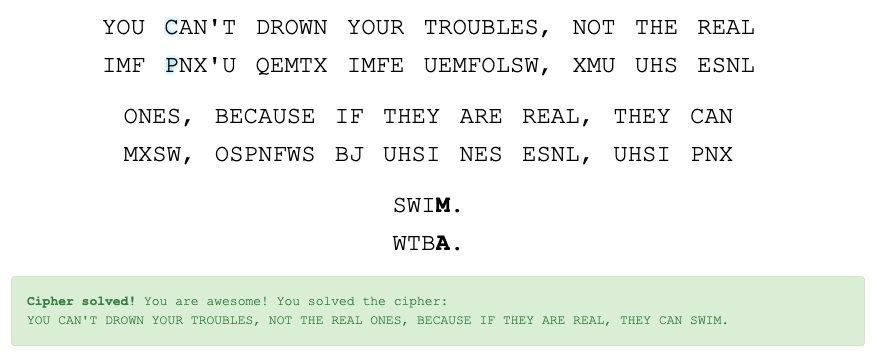 YOU CAN'T DROWN YOUR TROUBLES, NOT THE REAL
IMF PNX'U QEMTX IMFE UEMFOLSW, XMU UHS ESNL
ONES, BECAUSE IF THEY ARE REAL, THEY CAN
MXSW, OSPNFWS BJ UHSI NES ESNL, UHSI PNX
SWIM.
WTBA.
Cipher solved! You are awesome! You solved the cipher:
YOU CAN'T DROWN YOUR TROUBLES, NOT THE REAL ONES, BECAUSE IF THEY ARE REAL, THEY CAN SWIM.